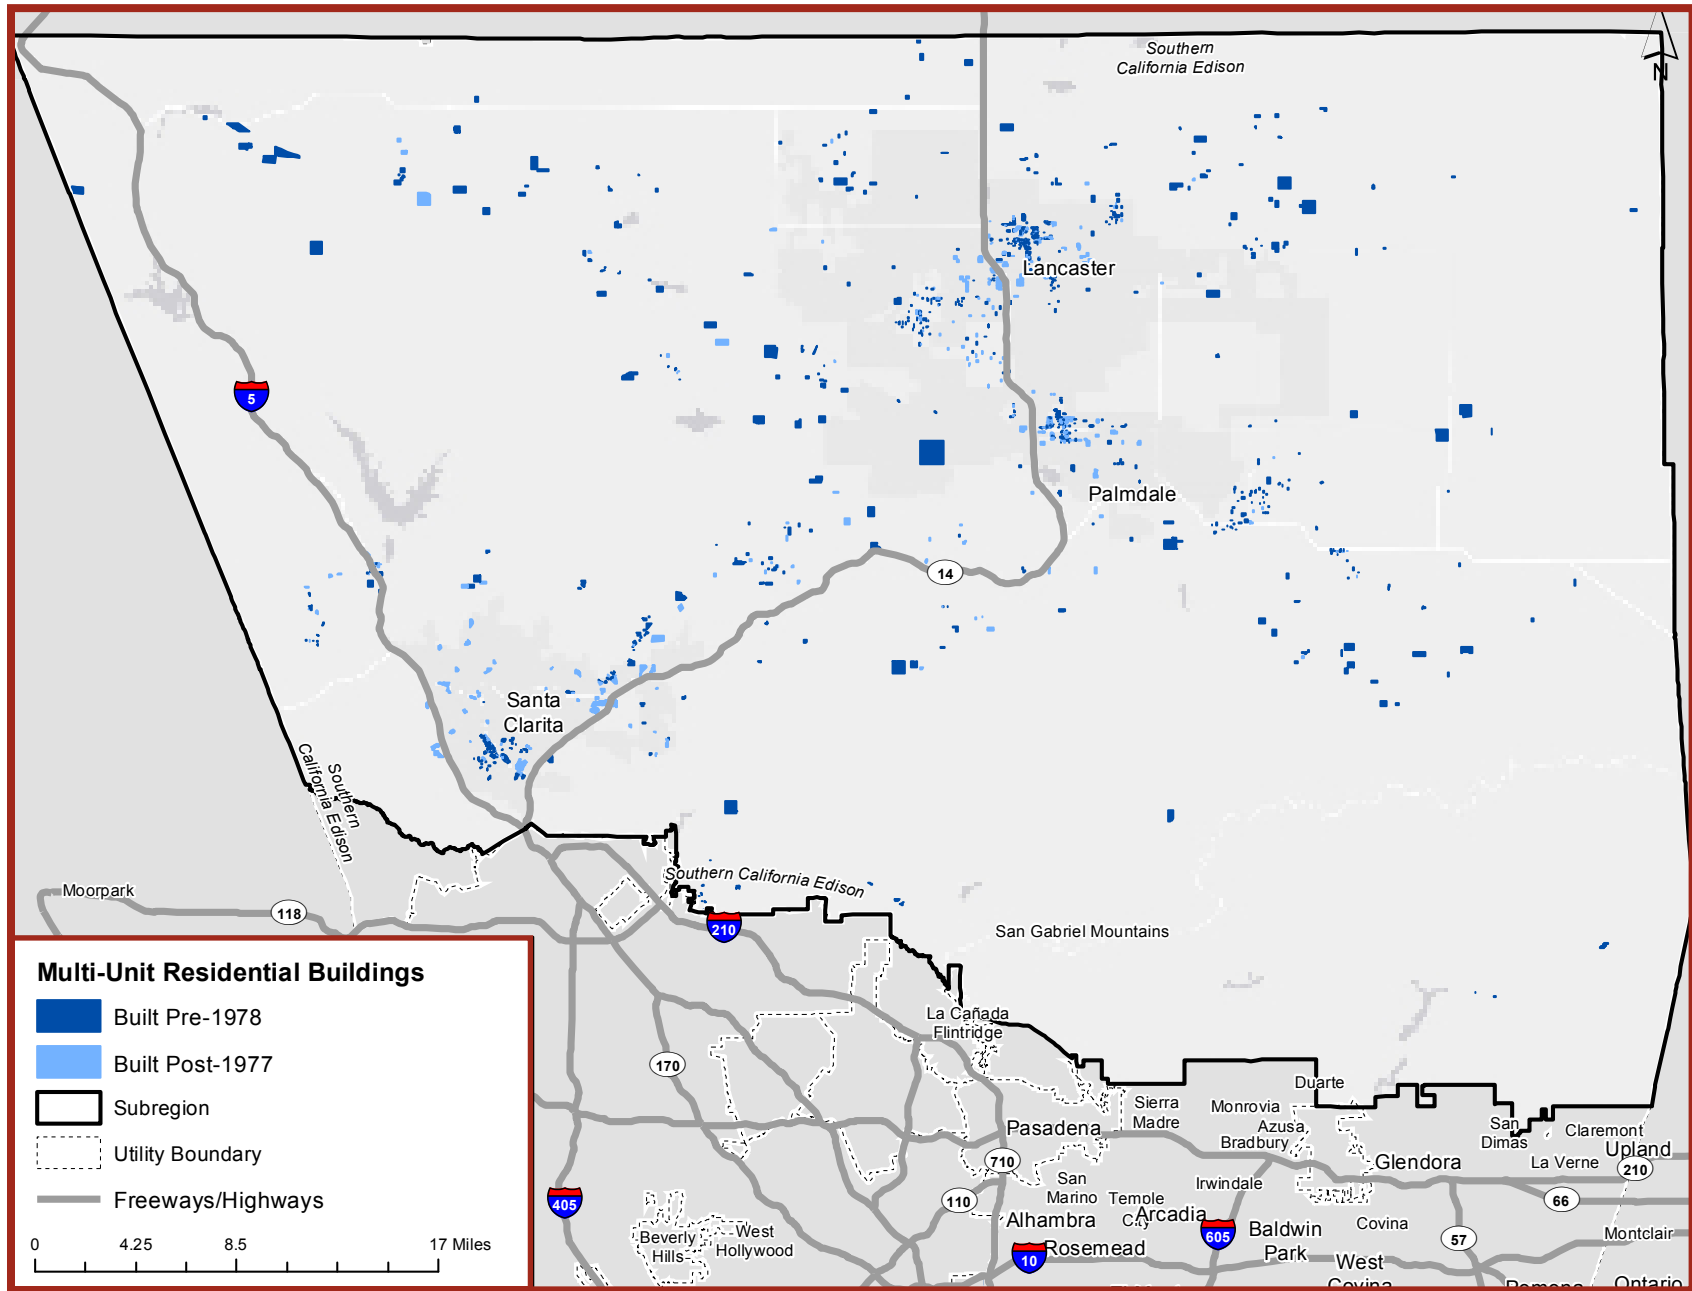 Southern
California Edison
N
Lancaster
5
Palmdale
14
Santa
Clarita
Southern
California Edison
Southern California Edison
Moorpark
118
210
San Gabriel Mountains
La Cañada
Flintridge
Multi-Unit Residential Buildings
Built Pre-1978
Built Post-1977
Subregion
Utility Boundary
Freeways/Highways
0 4.25 8.5 17 Miles
170
405
Beverly
Hills
West
Hollywood
Pasadena
710
110
San
Marino
Alhambra
10
Rosemead
Temple
City
Arcadia
Sierra
Madre
Duarte
Monrovia
Azusa
Bradbury
Irwindale
605
Baldwin
Park
Glendora
Covina
West
Covina
San
Dimas
Claremont
La Verne
Upland
210
66
57
Montclair
Pomona
Ontario